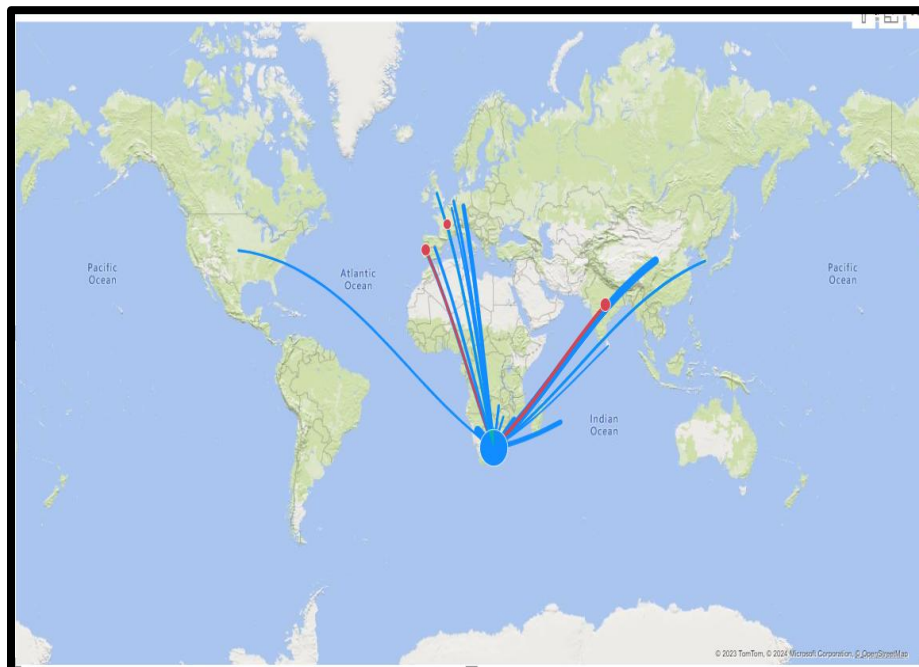 Pacific
Ocean
Atlantic
Ocean
Indian
Ocean
Pacific
Ocean
© 2023 TomTom, © 2024 Microsoft Corporation, © OpenStreetMap